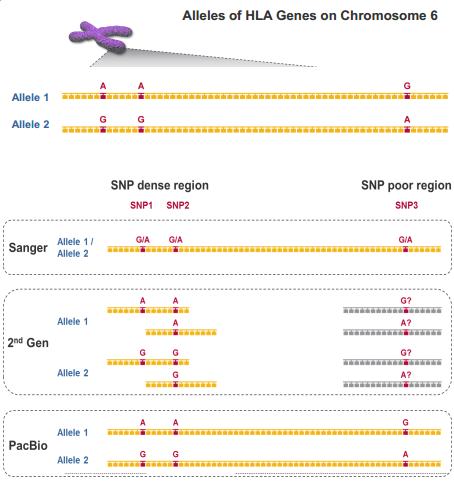 Alleles of HLA Genes on Chromosome 6
A A G
Allele 1
G G A
Allele 2
SNP dense region SNP poor region
SNP1 SNP2 SNP3
Sanger
Allele 1 /
Allele 2
G/A G/A G/A
2nd Gen
A A G?
Allele 1
A A?
G G G?
Allele 2
G A?
PacBio
A A G
Allele 1
G G A
Allele 2